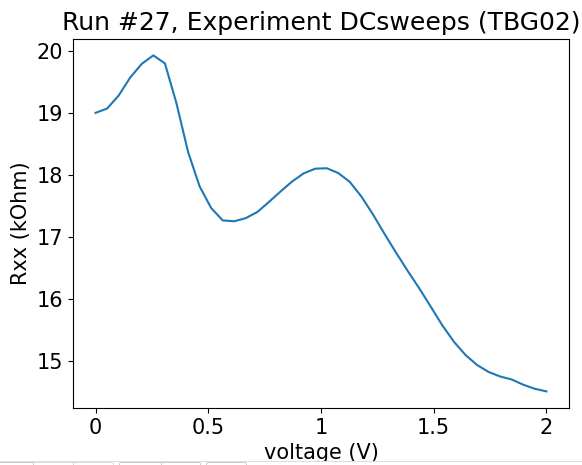 Run #27, Experiment DCsweeps (TBG02)
20
19
18
17
16
15
Rxx (kOhm)
0 0.5 1 1.5 2
voltage (V)